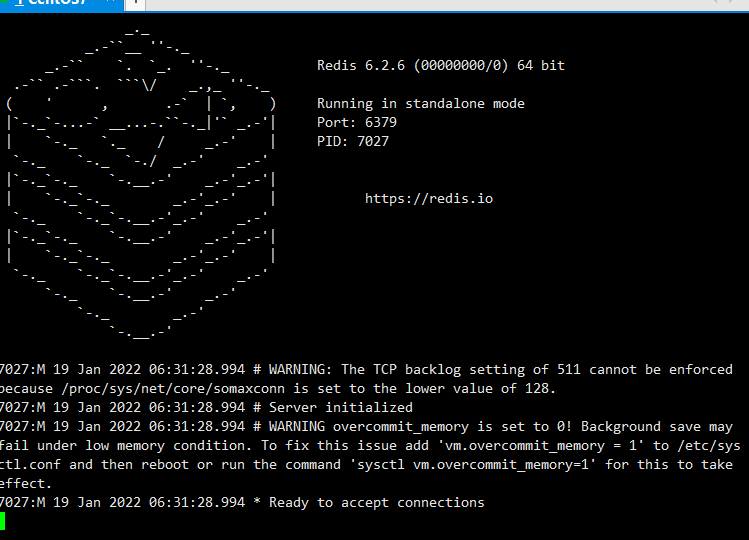 1 CentOS7
Redis 6.2.6 (00000000/0) 64 bit
Running in standalone mode
Port: 6379
PID: 7027
https://redis.io
7027:M 19 Jan 2022 06:31:28.994 # WARNING: The TCP backlog setting of 511 cannot be enforced
because /proc/sys/net/core/somaxconn is set to the lower value of 128.
7027:M 19 Jan 2022 06:31:28.994 # Server initialized
7027:M 19 Jan 2022 06:31:28.994 # WARNING overcommit_memory is set to 0! Background save may
fail under low memory condition. To fix this issue add 'vm.overcommit_memory = 1' to /etc/sys
ctl.conf and then reboot or run the command 'sysctl vm.overcommit_memory=1' for this to take
effect.
7027:M 19 Jan 2022 06:31:28.994 * Ready to accept connections